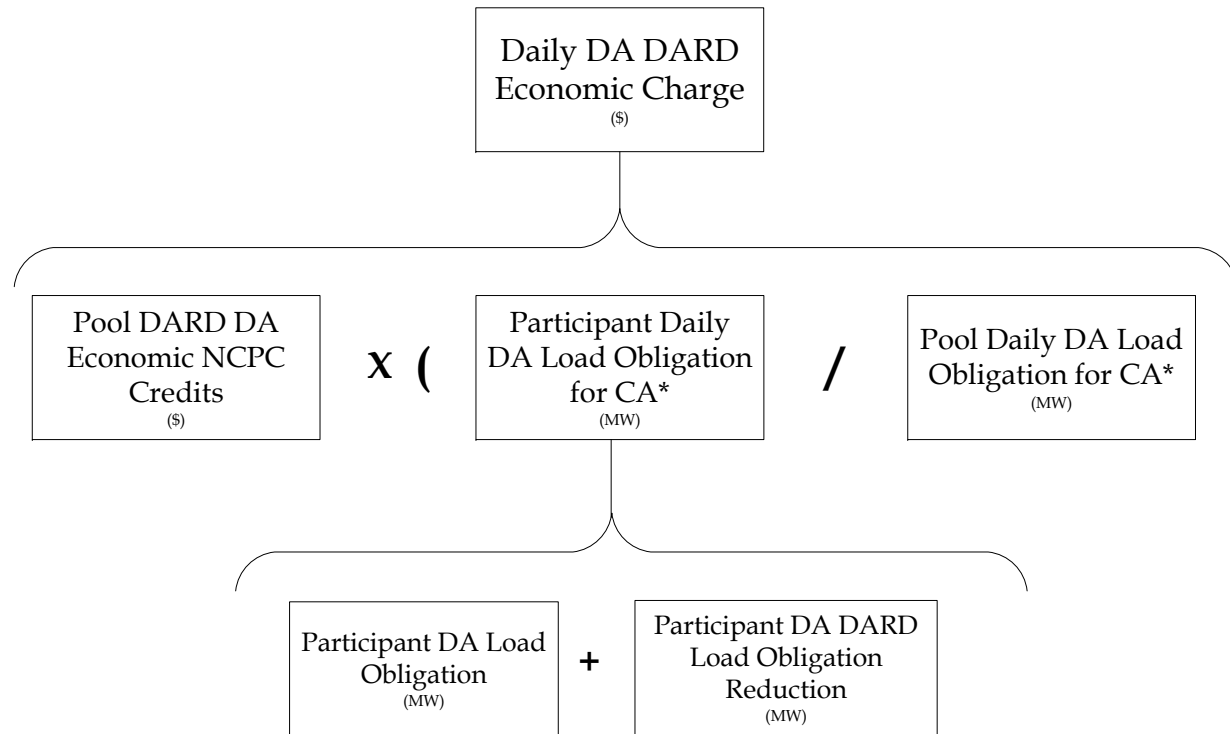 Daily DA DARD
Economic Charge
($)
Pool DARD DA
Economic NCPC
Credits
($)
x (
Participant Daily
DA Load Obligation
for CA*
(MW)
/
Pool Daily DA Load
Obligation for CA*
(MW)
Participant DA Load
Obligation
(MW)
+
Participant DA DARD
Load Obligation
Reduction
(MW)